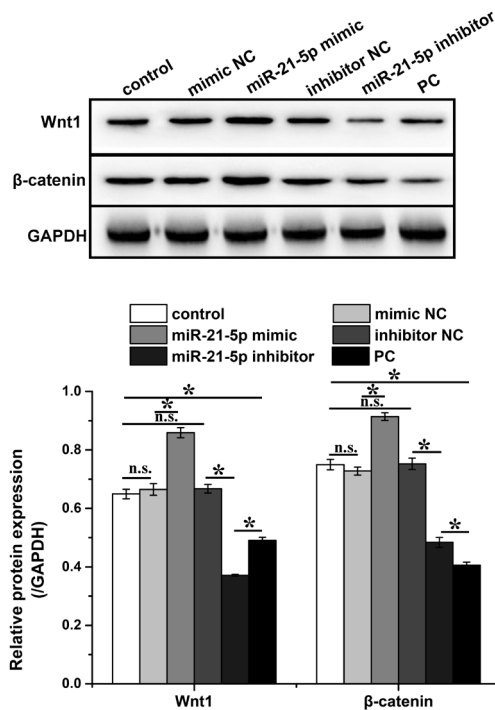 control
mimic NC
miR-21-5p mimic
inhibitor NC
miR-21-5p inhibitor
PC
Wnt1
β-catenin
GAPDH
control
mimic NC
miR-21-5p mimic
inhibitor NC
miR-21-5p inhibitor
PC
Relative protein expression
(/GAPDH)
1.0
0.8
0.6
0.4
0.2
0.0
*
*
n.s.
n.s.
*
*
*
*
n.s.
n.s.
*
*
Wnt1
β-catenin